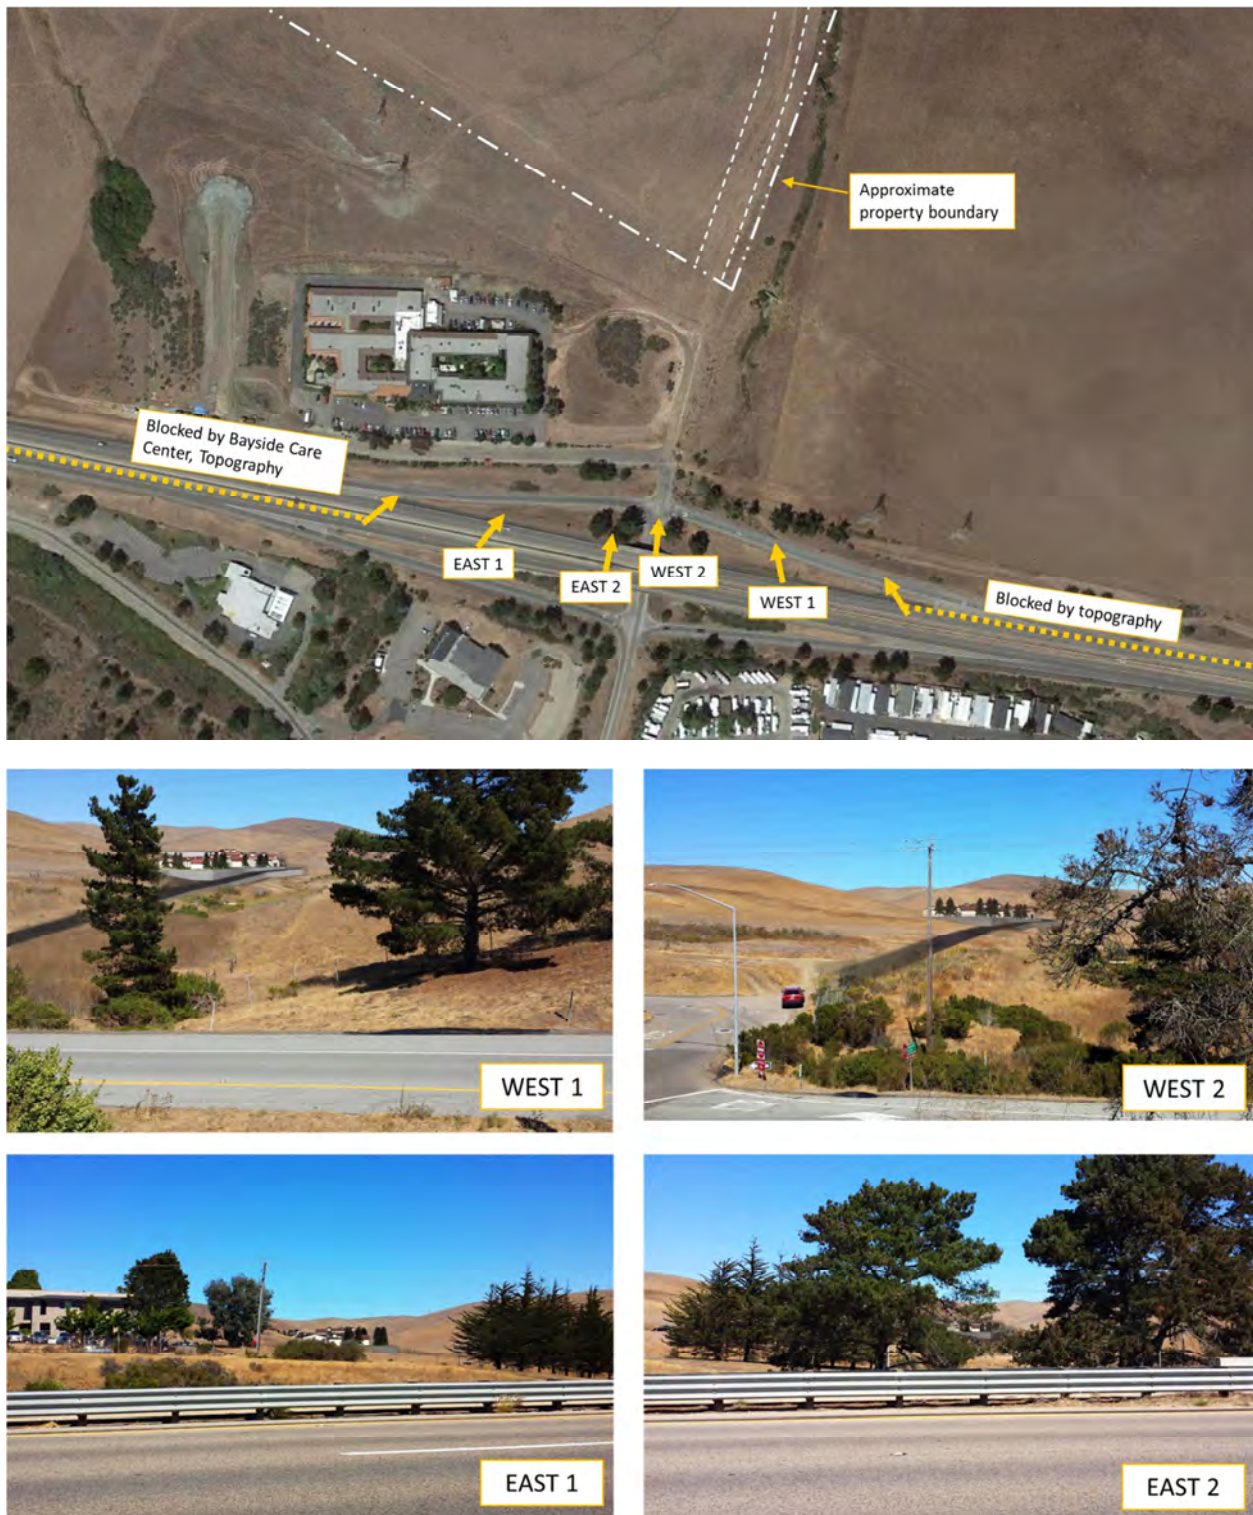 Approximate
property boundary
Blocked by Bayside Care
Center, Topography
EAST 1
EAST 2
WEST 2
WEST 1
Blocked by topography
WEST 1
WEST 2
EAST 1
EAST 2